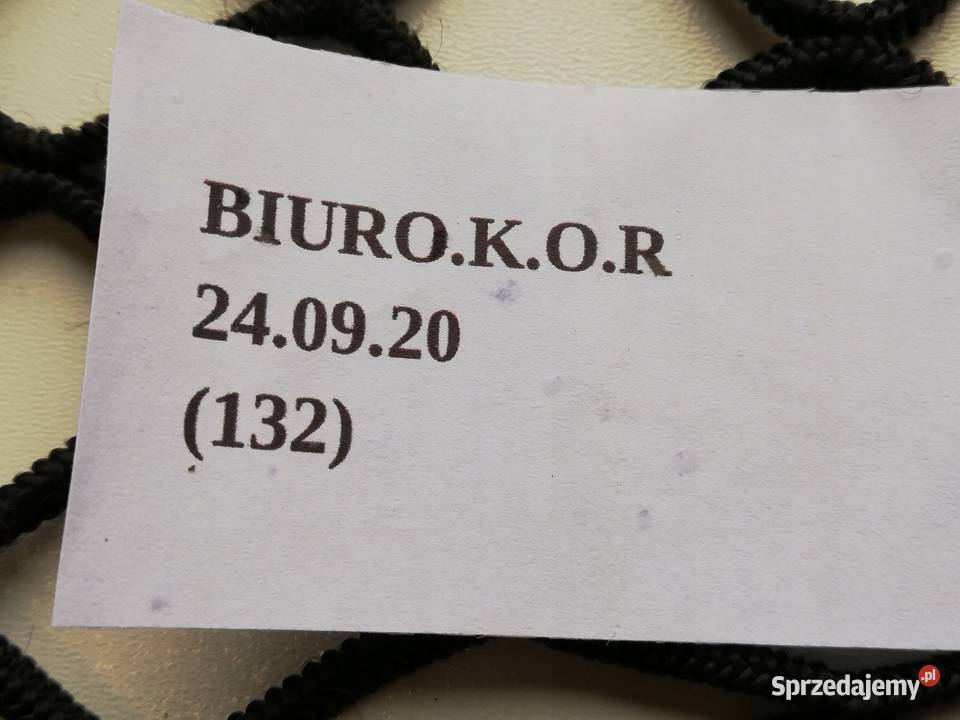 BIURO.K.O.R
24.09.20
(132)
Sprzedajemy.pl